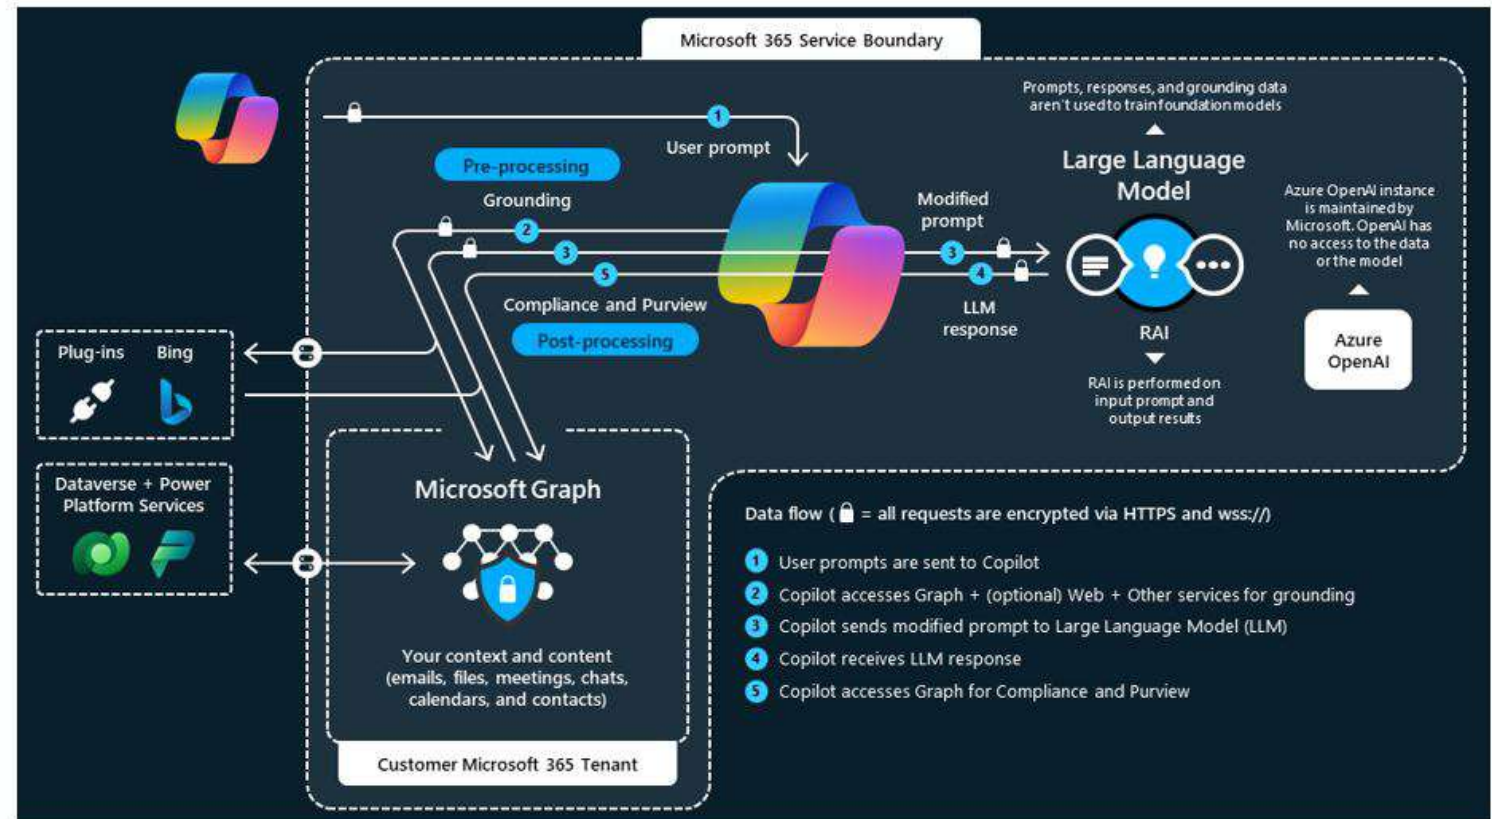 Microsoft 365 Service Boundary
Prompts, responses, and grounding data
aren't used to train foundation models
1
User prompt
Pre-processing
Grounding
2
3
5
Compliance and Purview
Post-processing
Modified
prompt
3
4
LLM
response
Large Language
Model
RAI
RAI is performed on
input prompt and
output results
Azure OpenAI instance
is maintained by
Microsoft. OpenAI has
no access to the data
or the model
Azure
OpenAI
Plug-ins Bing
Dataverse + Power
Platform Services
Microsoft Graph
Your context and content
(emails, files, meetings, chats,
calendars, and contacts)
Customer Microsoft 365 Tenant
Data flow ( = all requests are encrypted via HTTPS and wss://)
1 User prompts are sent to Copilot
2 Copilot accesses Graph + (optional) Web + Other services for grounding
3 Copilot sends modified prompt to Large Language Model (LLM)
4 Copilot receives LLM response
5 Copilot accesses Graph for Compliance and Purview